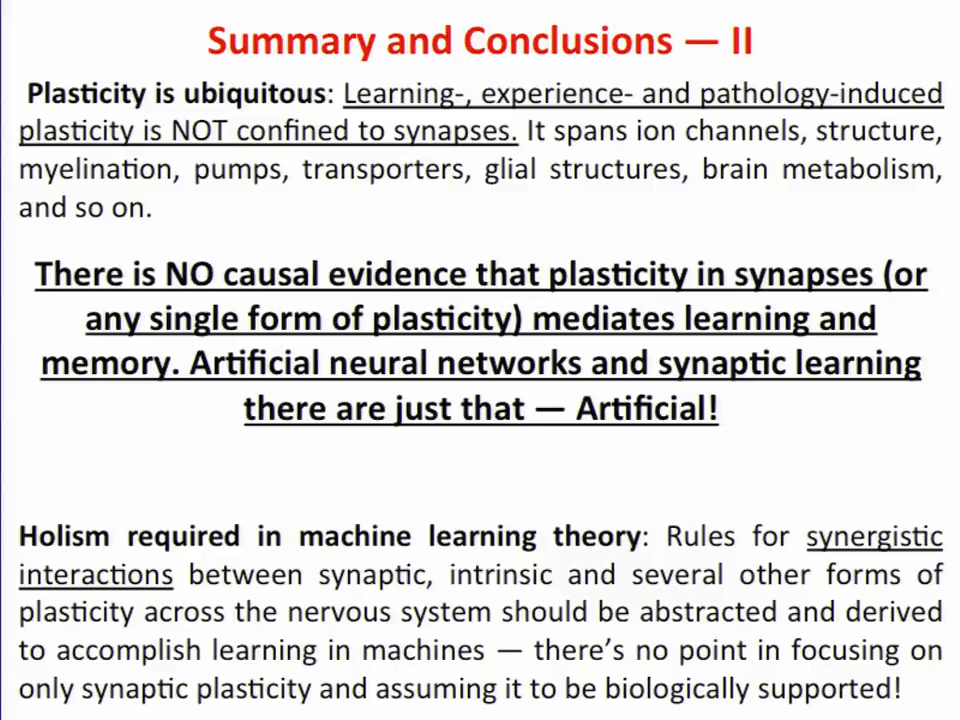 Summary and Conclusions — II
Plasticity is ubiquitous: Learning-, experience- and pathology-induced
plasticity is NOT confined to synapses. It spans ion channels, structure,
myelination, pumps, transporters, glial structures, brain metabolism,
and so on.
There is NO causal evidence that plasticity in synapses (or
any single form of plasticity) mediates learning and
memory. Artificial neural networks and synaptic learning
there are just that — Artificial!
Holism required in machine learning theory: Rules for synergistic
interactions between synaptic, intrinsic and several other forms of
plasticity across the nervous system should be abstracted and derived
to accomplish learning in machines — there's no point in focusing on
only synaptic plasticity and assuming it to be biologically supported!